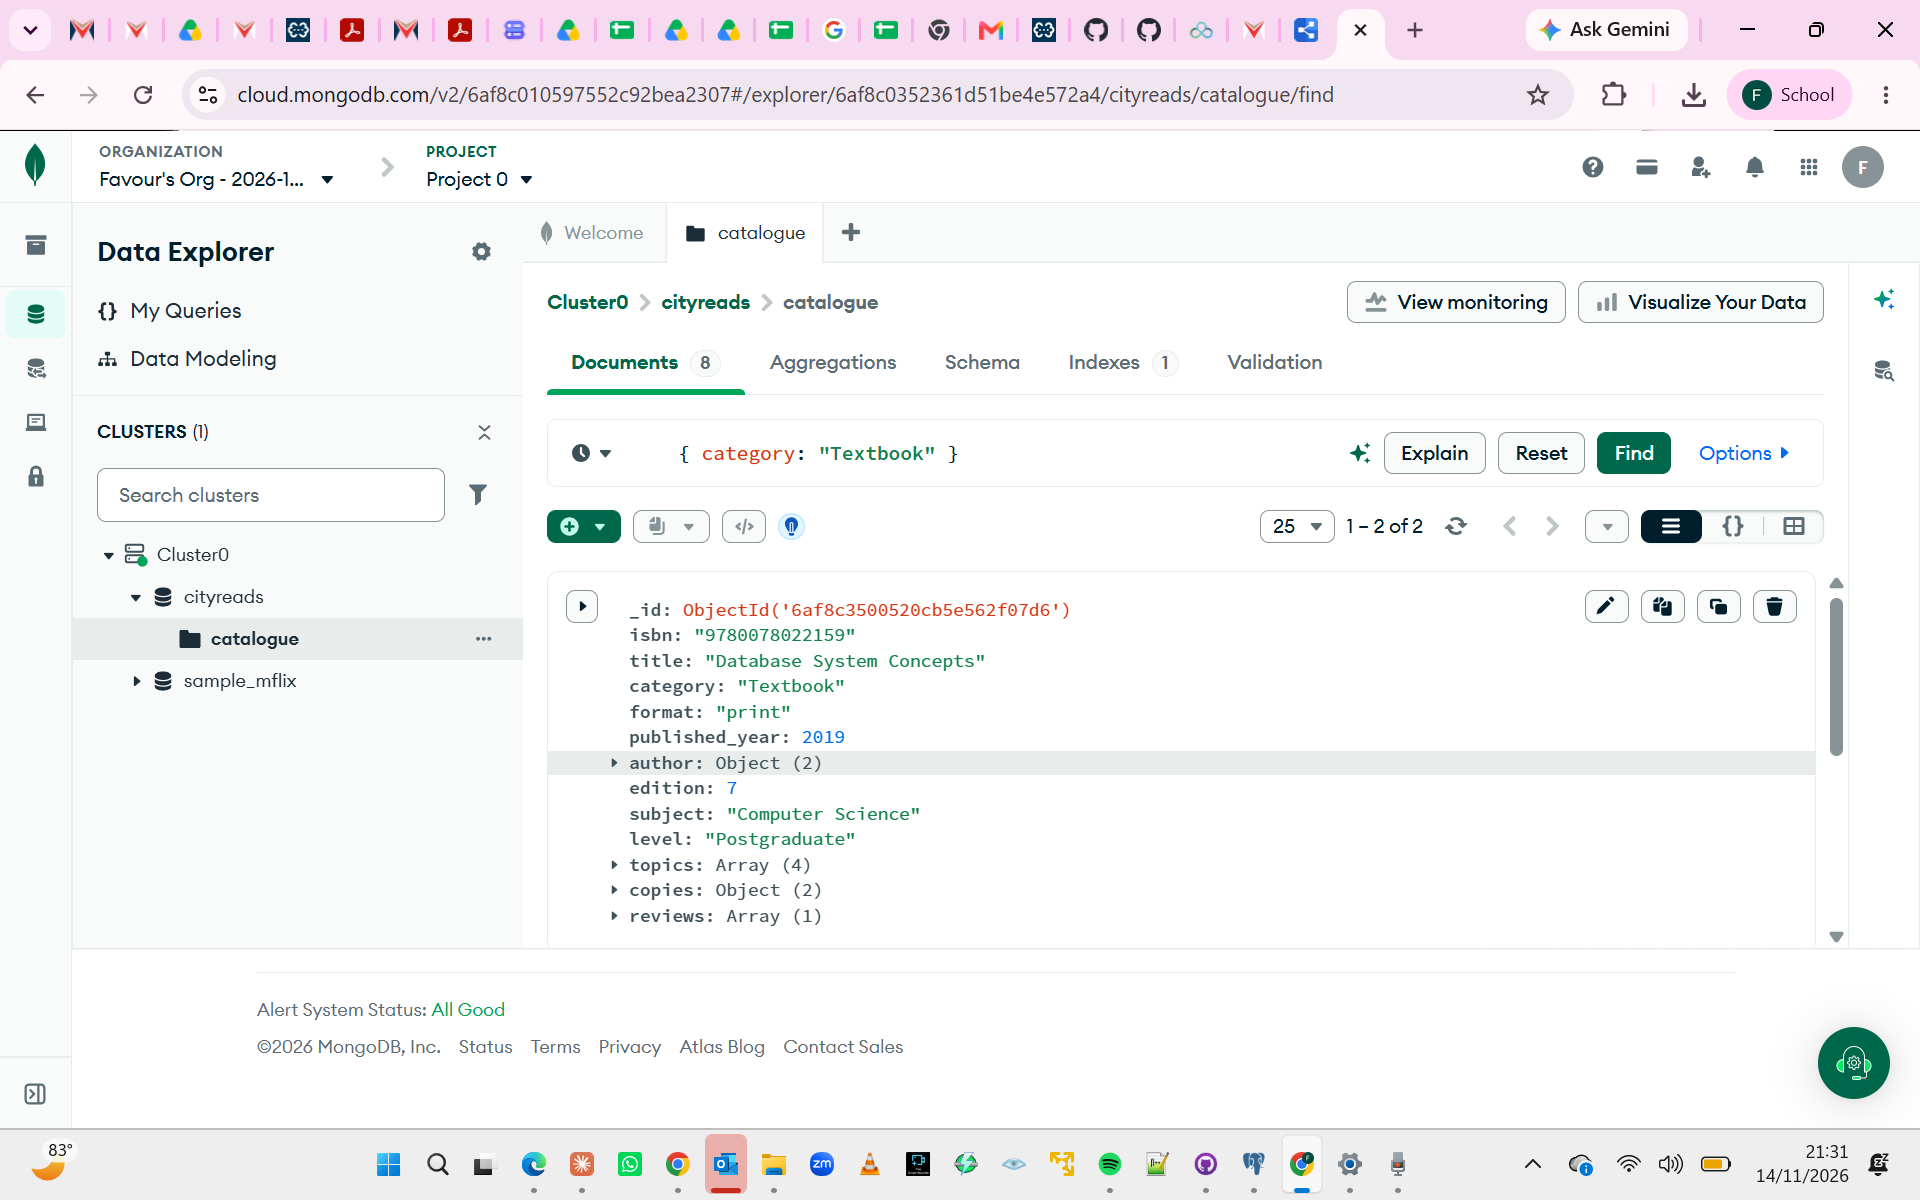 Ask Gemini
cloud.mongodb.com/v2/6af8c010597552c92bea2307#/explorer/6af8c0352361d51be4e572a4/cityreads/catalogue/find
F School
ORGANIZATION
Favour's Org - 2026-1...
PROJECT
Project 0
F
Data Explorer
My Queries
Data Modeling
CLUSTERS (1)
Search clusters
Cluster0
cityreads
catalogue
sample_mflix
Welcome
catalogue
Cluster0 > cityreads > catalogue
View monitoring
Visualize Your Data
Documents 8
Aggregations
Schema
Indexes 1
Validation
{ category: "Textbook" }
Explain
Reset
Find
Options
25
1 – 2 of 2
_id: ObjectId('6af8c3500520cb5e562f07d6')
isbn: "9780078022159"
title: "Database System Concepts"
category: "Textbook"
format: "print"
published_year: 2019
author: Object (2)
edition: 7
subject: "Computer Science"
level: "Postgraduate"
topics: Array (4)
copies: Object (2)
reviews: Array (1)
Alert System Status: All Good
©2026 MongoDB, Inc. Status Terms Privacy Atlas Blog Contact Sales
83°
zm
21:31
14/11/2026